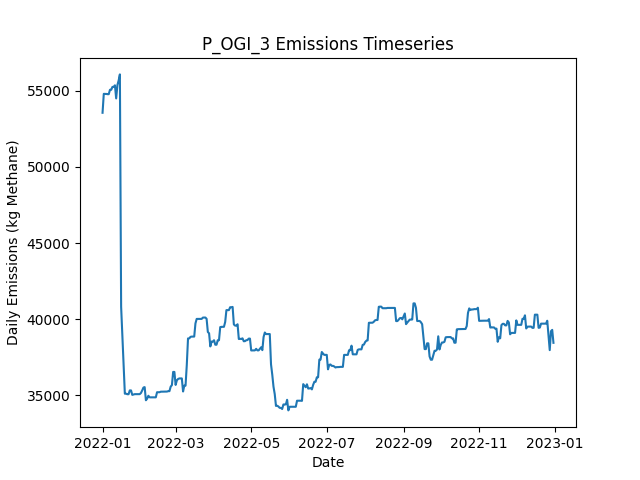 P_OGI_3 Emissions Timeseries
Daily Emissions (kg Methane)
55000
50000
45000
40000
35000
2022-01 2022-03 2022-05 2022-07 2022-09 2022-11 2023-01
Date